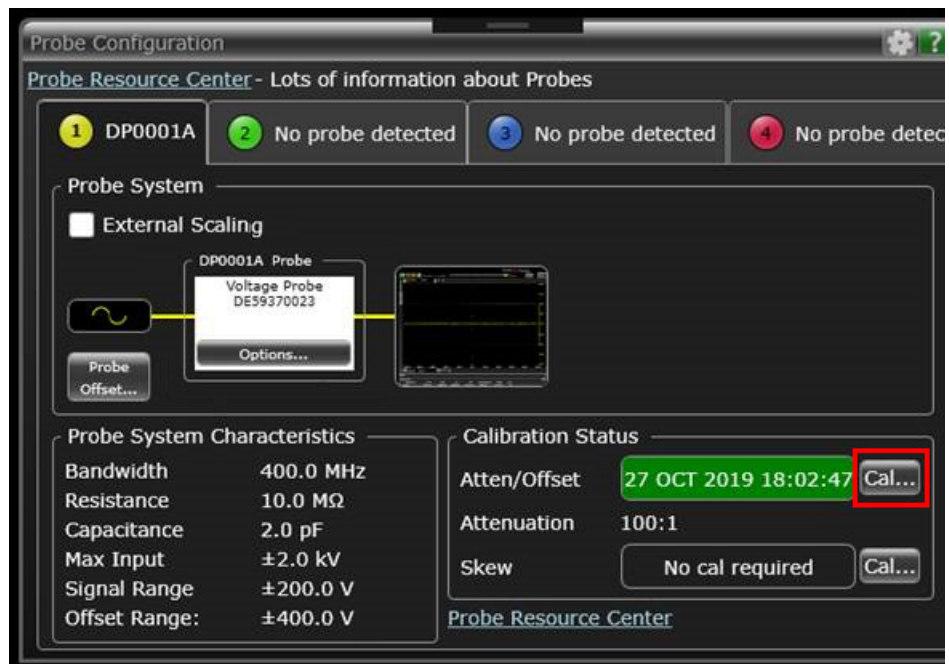 Probe Configuration
?
Probe Resource Center - Lots of information about Probes
1 DP0001A
2 No probe detected
3 No probe detected
4 No probe detec
Probe System
External Scaling
DP0001A Probe
Voltage Probe
DE59370023
Options...
Probe
Offset...
Probe System Characteristics
Bandwidth 400.0 MHz
Resistance 10.0 MΩ
Capacitance 2.0 pF
Max Input ±2.0 kV
Signal Range ±200.0 V
Offset Range: ±400.0 V
Calibration Status
Atten/Offset 27 OCT 2019 18:02:47 Cal...
Attenuation 100:1
Skew No cal required Cal...
Probe Resource Center